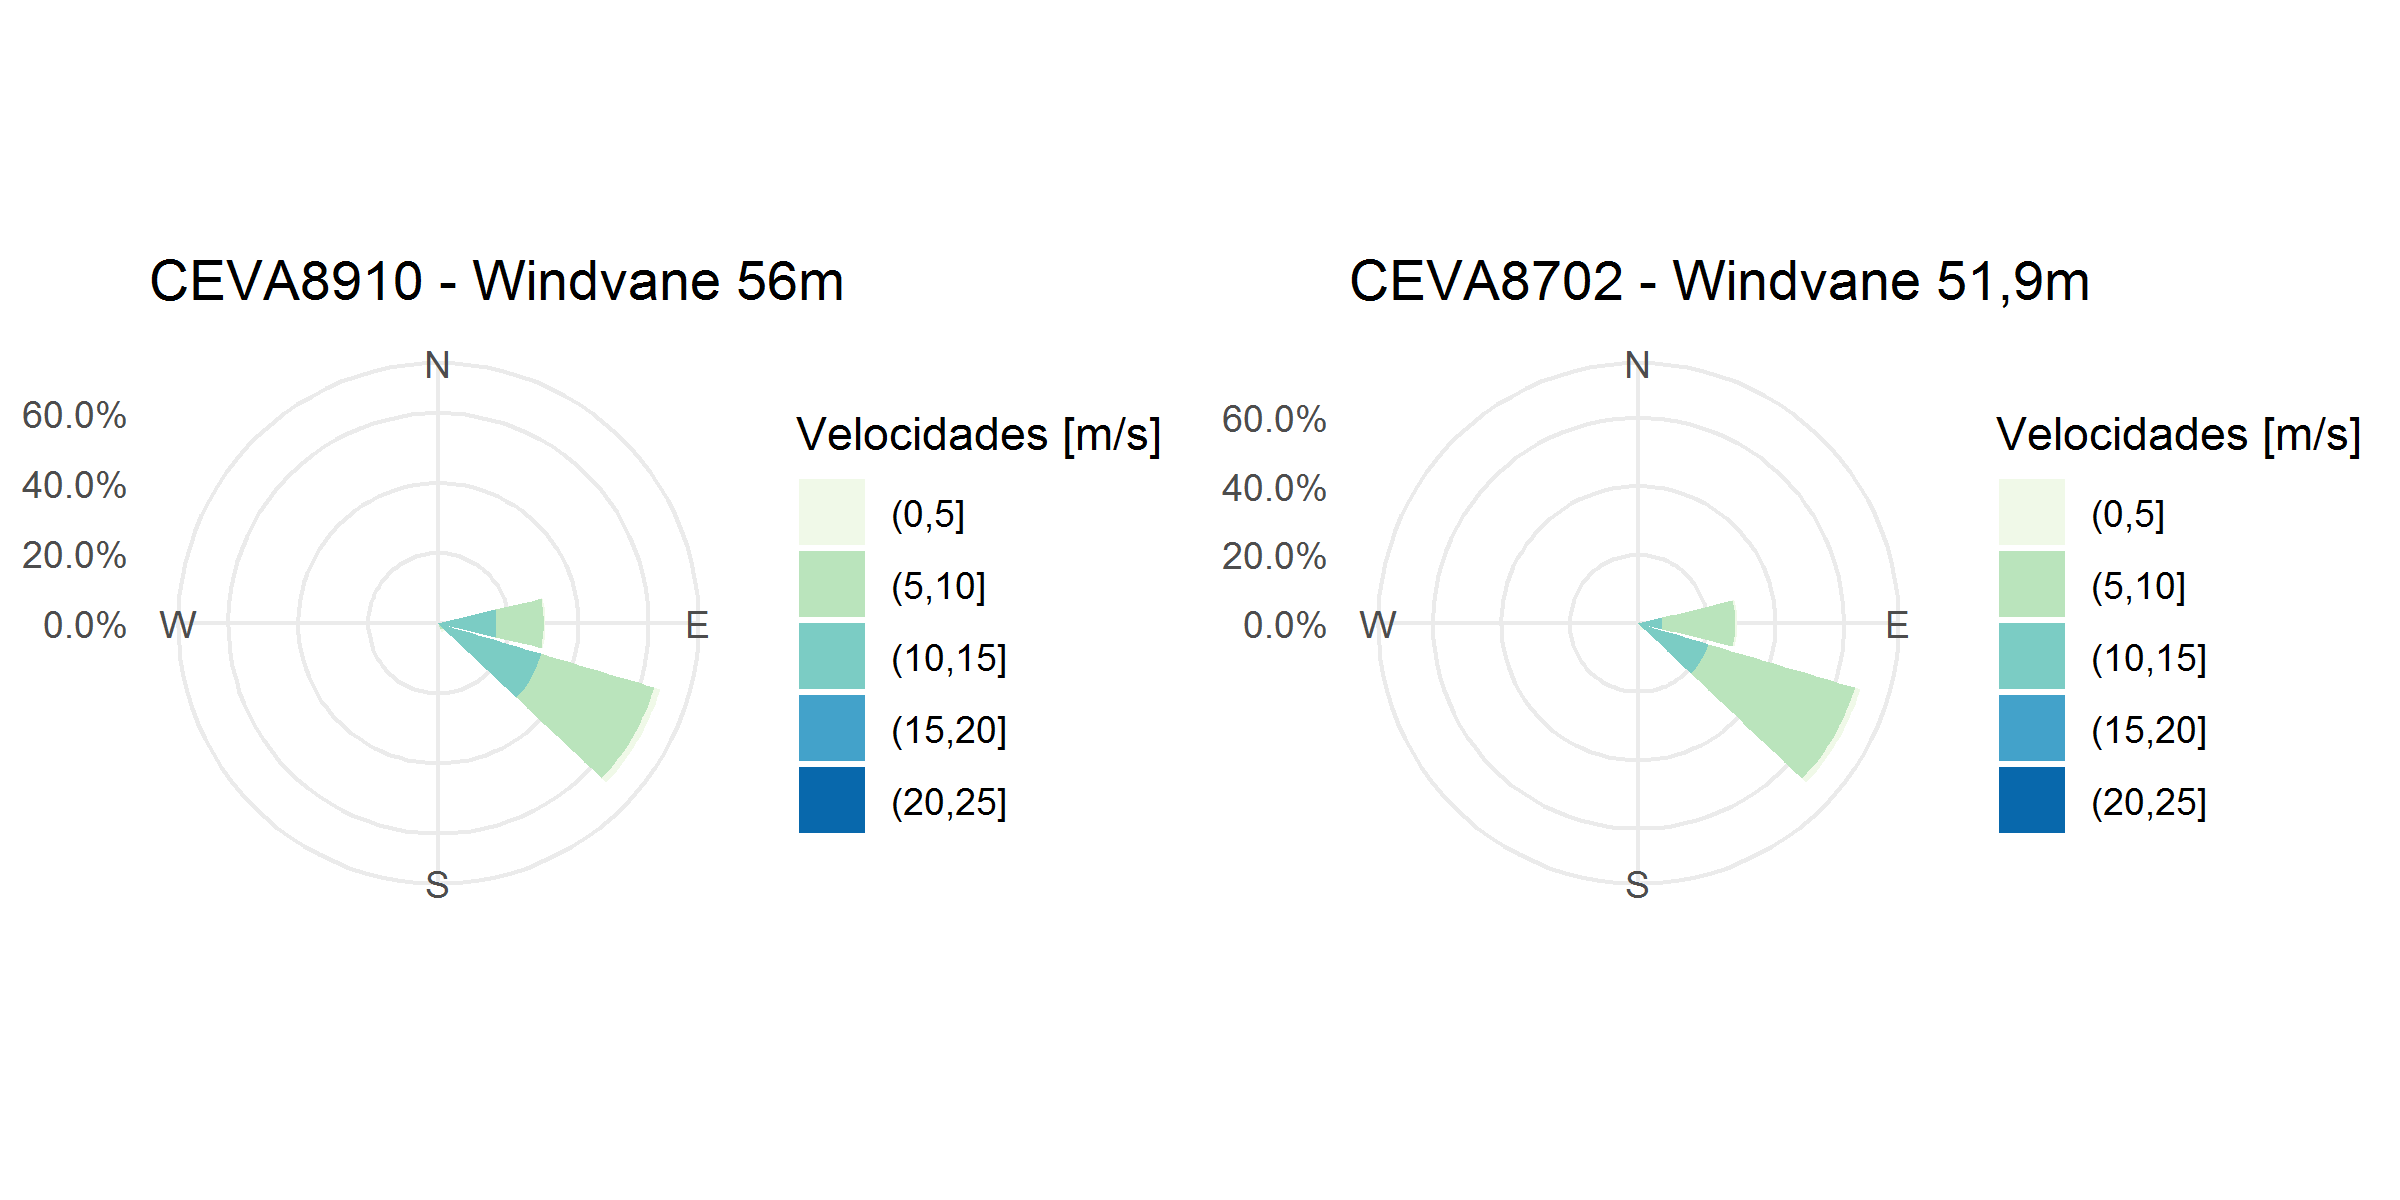 CEVA8910 - Windvane 56m
N
60.0%
40.0%
20.0%
0.0%
W
E
S
Velocidades [m/s]
(0,5]
(5,10]
(10,15]
(15,20]
(20,25]
CEVA8702 - Windvane 51,9m
N
60.0%
40.0%
20.0%
0.0%
W
E
S
Velocidades [m/s]
(0,5]
(5,10]
(10,15]
(15,20]
(20,25]